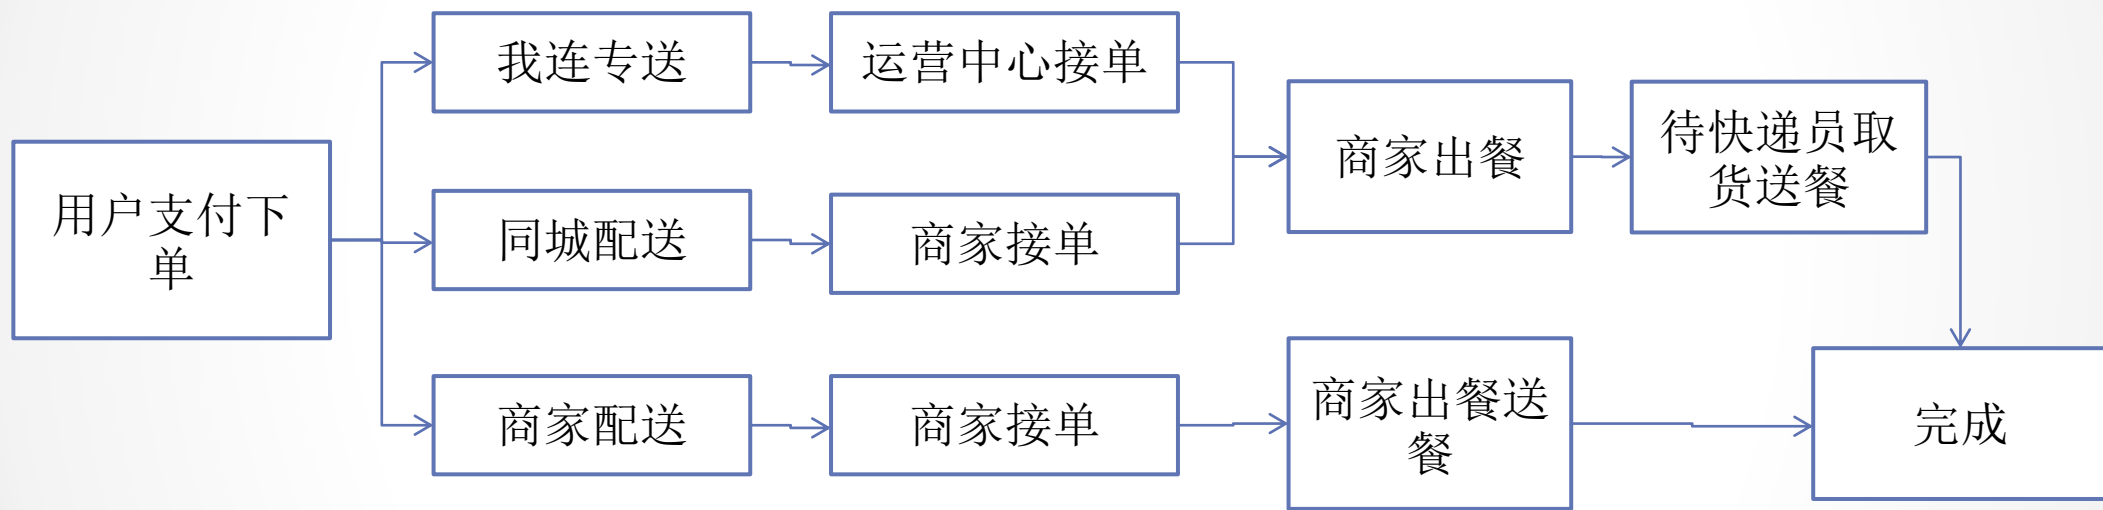 我连专送
运营中心接单
商家出餐
待快递员取
货送餐
用户支付下
单
同城配送
商家接单
商家配送
商家接单
商家出餐送
餐
完成